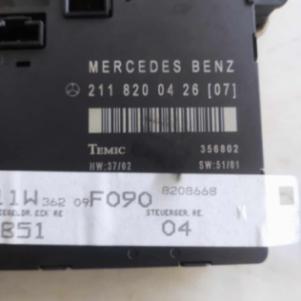 MERCEDES BENZ
211 820 04 26 [07]
TEMIC 356802
HW:37/02 SW:51/01
11W 362 09 F090 8208668
STEUERGER. RE.
B51 04